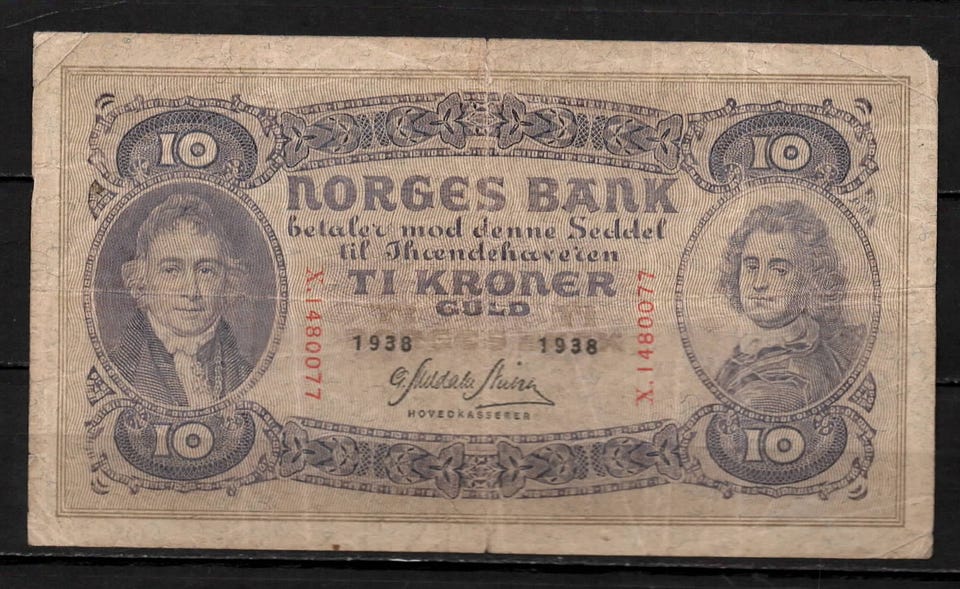 10
10
NORGES BANK
betaler mod denne Seddel
til Ihændehaveren
TI KRONER
GULD
X.1480077
X.1480077
1938 1938
HOVEDKASSERER
10
10